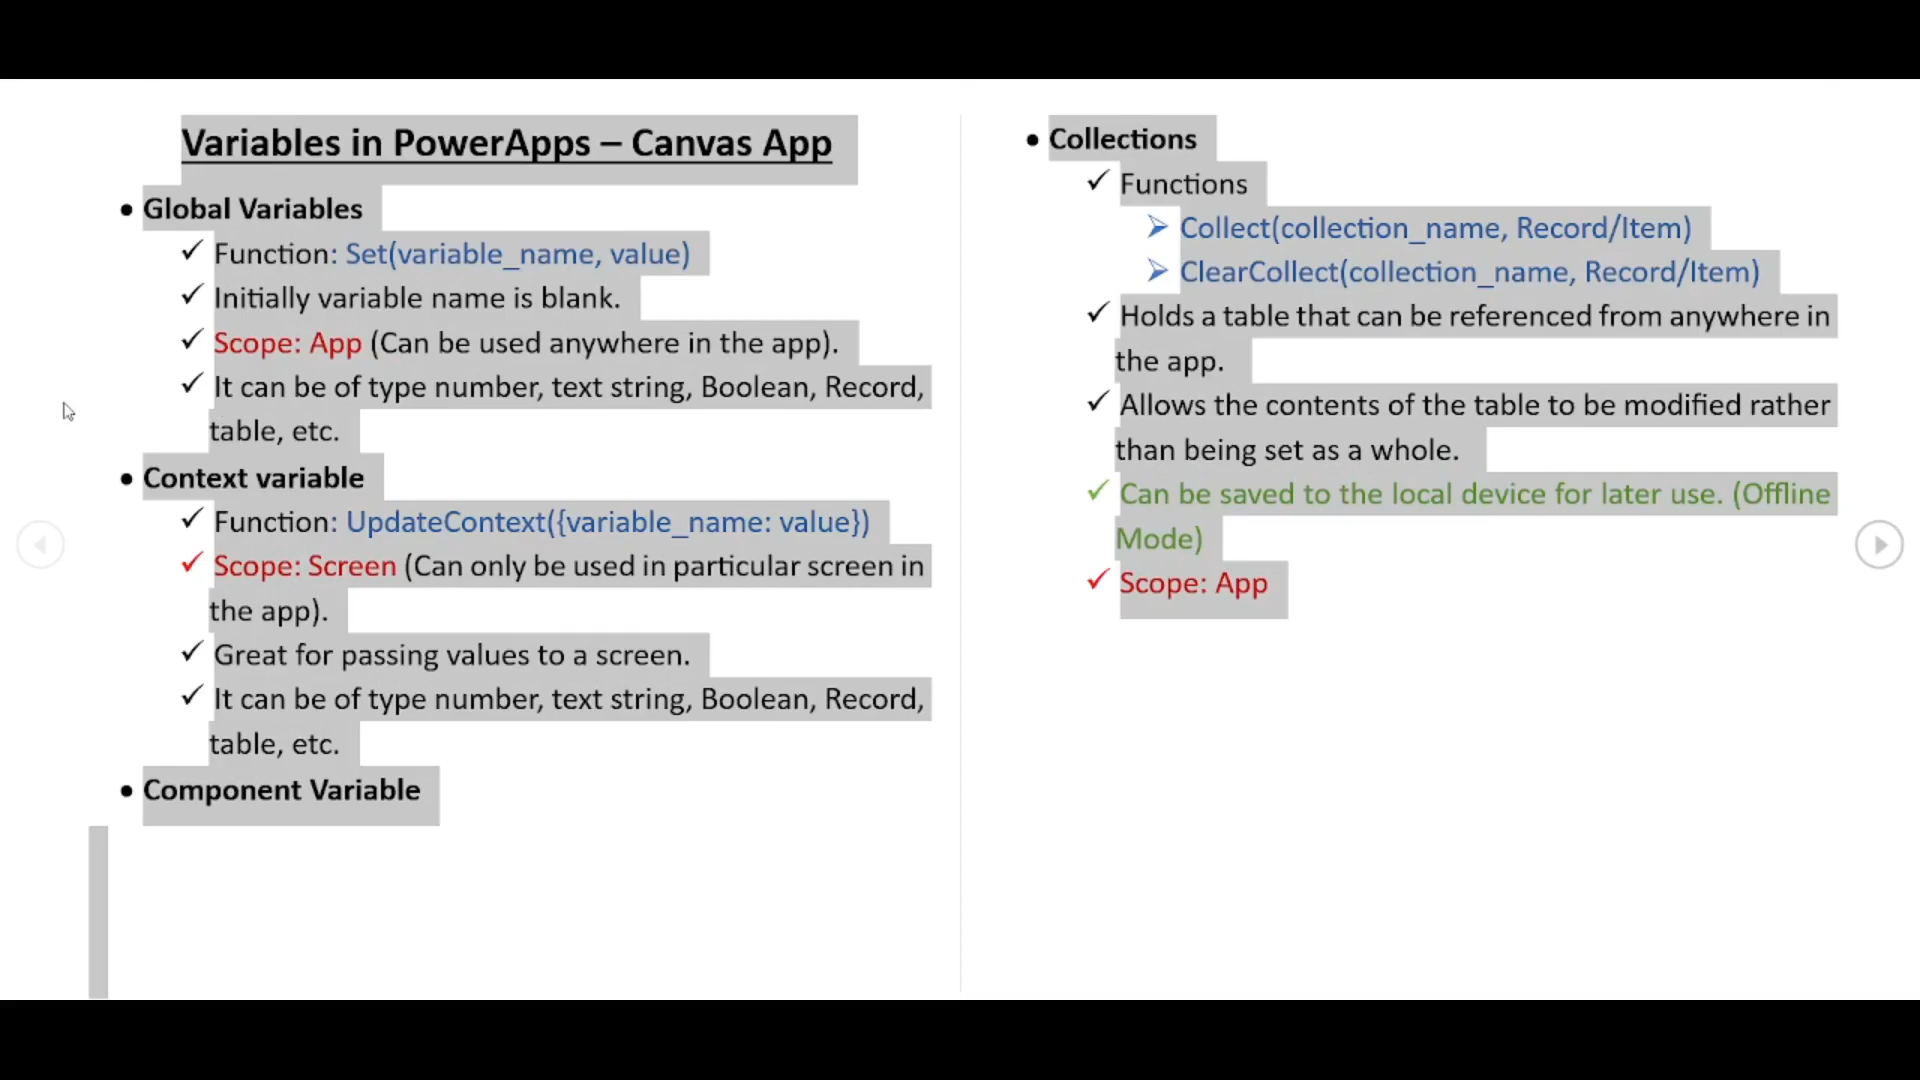 Variables in PowerApps – Canvas App
• Global Variables
✓ Function: Set(variable_name, value)
✓ Initially variable name is blank.
✓ Scope: App (Can be used anywhere in the app).
✓ It can be of type number, text string, Boolean, Record,
table, etc.
• Context variable
✓ Function: UpdateContext({variable_name: value})
✓ Scope: Screen (Can only be used in particular screen in
the app).
✓ Great for passing values to a screen.
✓ It can be of type number, text string, Boolean, Record,
table, etc.
• Component Variable
• Collections
✓ Functions
➢ Collect(collection_name, Record/Item)
➢ ClearCollect(collection_name, Record/Item)
✓ Holds a table that can be referenced from anywhere in
the app.
✓ Allows the contents of the table to be modified rather
than being set as a whole.
✓ Can be saved to the local device for later use. (Offline
Mode)
✓ Scope: App